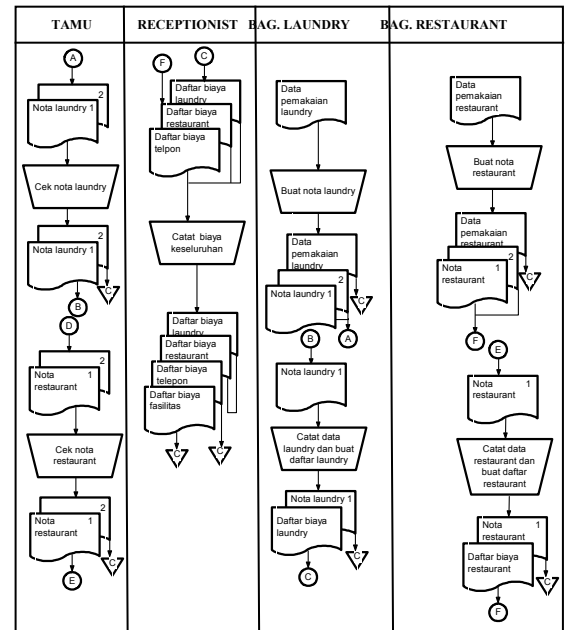 TAMU
RECEPTIONIST
BAG. LAUNDRY
BAG. RESTAURANT
A
2
Nota laundry 1
Cek nota laundry
2
Nota laundry 1
C
B
D
2
Nota 1
restaurant
Cek nota
restaurant
2
Nota 1
restaurant
C
E
C
F
Daftar biaya
laundry
Daftar biaya
restaurant
Daftar biaya
telpon
Catat biaya
keseluruhan
Daftar biaya
laundry
Daftar biaya
restaurant
Daftar biaya
telepon
Daftar biaya
fasilitas
C
C
Data
pemakaian
laundry
Buat nota laundry
Data
pemakaian
laundry
2
Nota laundry 1
C
B
A
Nota laundry 1
Catat data
laundry dan buat
daftar laundry
Nota laundry 1
Daftar biaya
laundry
C
C
Data
pemakaian
restaurant
Buat nota
restaurant
Data
pemakaian
restaurant
2
Nota 1
restaurant
C
F
E
Nota 1
restaurant
Catat data
restaurant dan
buat daftar
restaurant
Nota 1
restaurant
Daftar biaya
restaurant
C
F